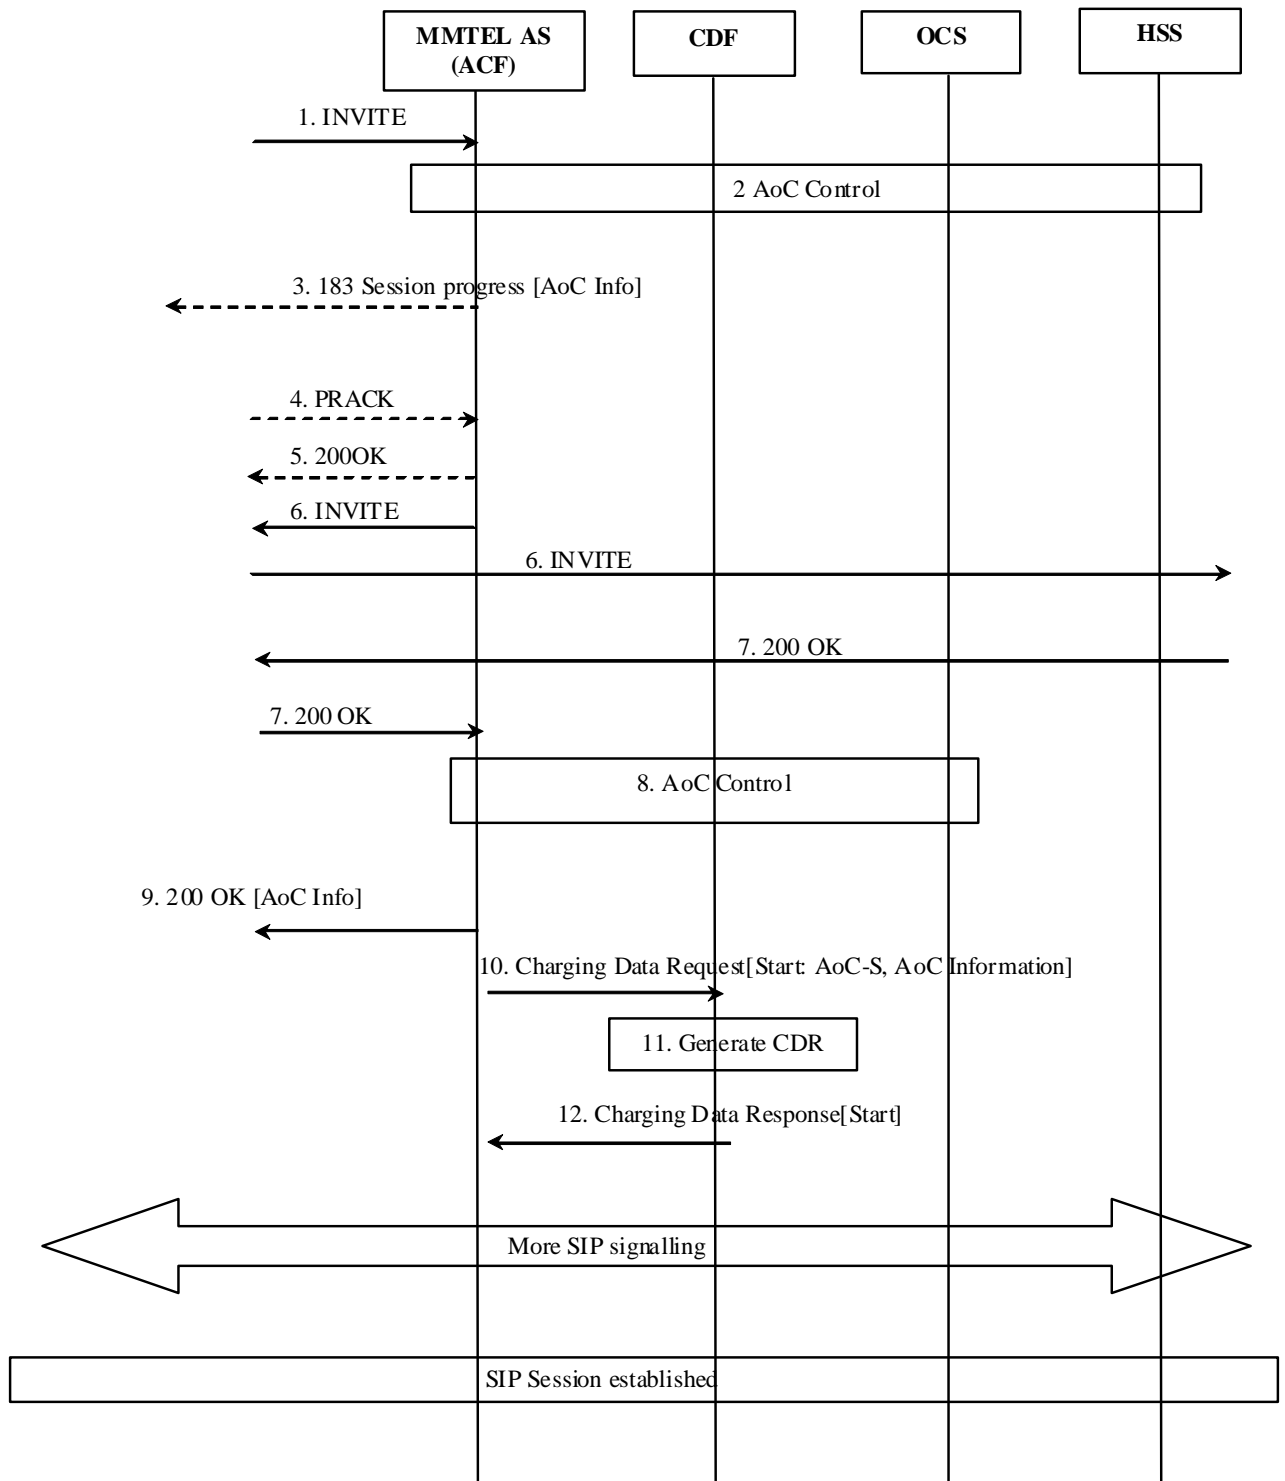 MMTEL AS
(ACF)
CDF
OCS
HSS
1. INVITE
2 AoC Control
3. 183 Session progress [AoC Info]
4. PRACK
5. 200OK
6. INVITE
6. INVITE
7. 200 OK
7. 200 OK
8. AoC Control
9. 200 OK [AoC Info]
10. Charging Data Request[Start: AoC-S, AoC Information]
11. Generate CDR
12. Charging Data Response[Start]
More SIP signalling
SIP Session established